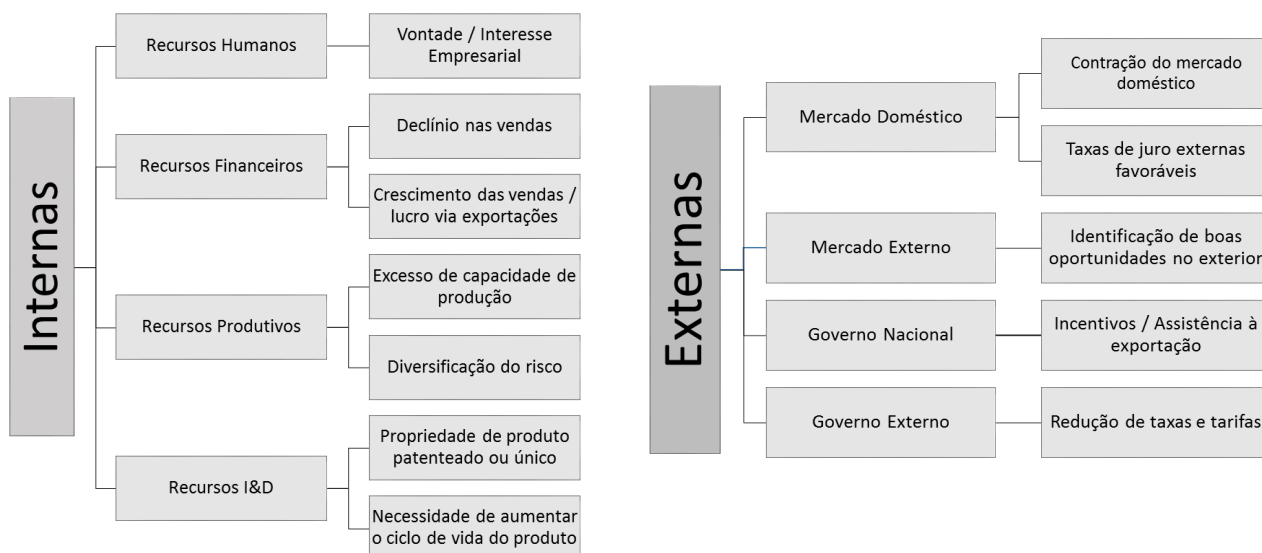 Internas
Recursos Humanos
Vontade / Interesse
Empresarial
Recursos Financeiros
Declínio nas vendas
Crescimento das vendas /
lucro via exportações
Recursos Produtivos
Excesso de capacidade de
produção
Diversificação do risco
Recursos I&D
Propriedade de produto
patenteado ou único
Necessidade de aumentar
o ciclo de vida do produto
Externas
Mercado Doméstico
Contração do mercado
doméstico
Taxas de juro externas
favoráveis
Mercado Externo
Identificação de boas
oportunidades no exterior
Governo Nacional
Incentivos / Assistência à
exportação
Governo Externo
Redução de taxas e tarifas